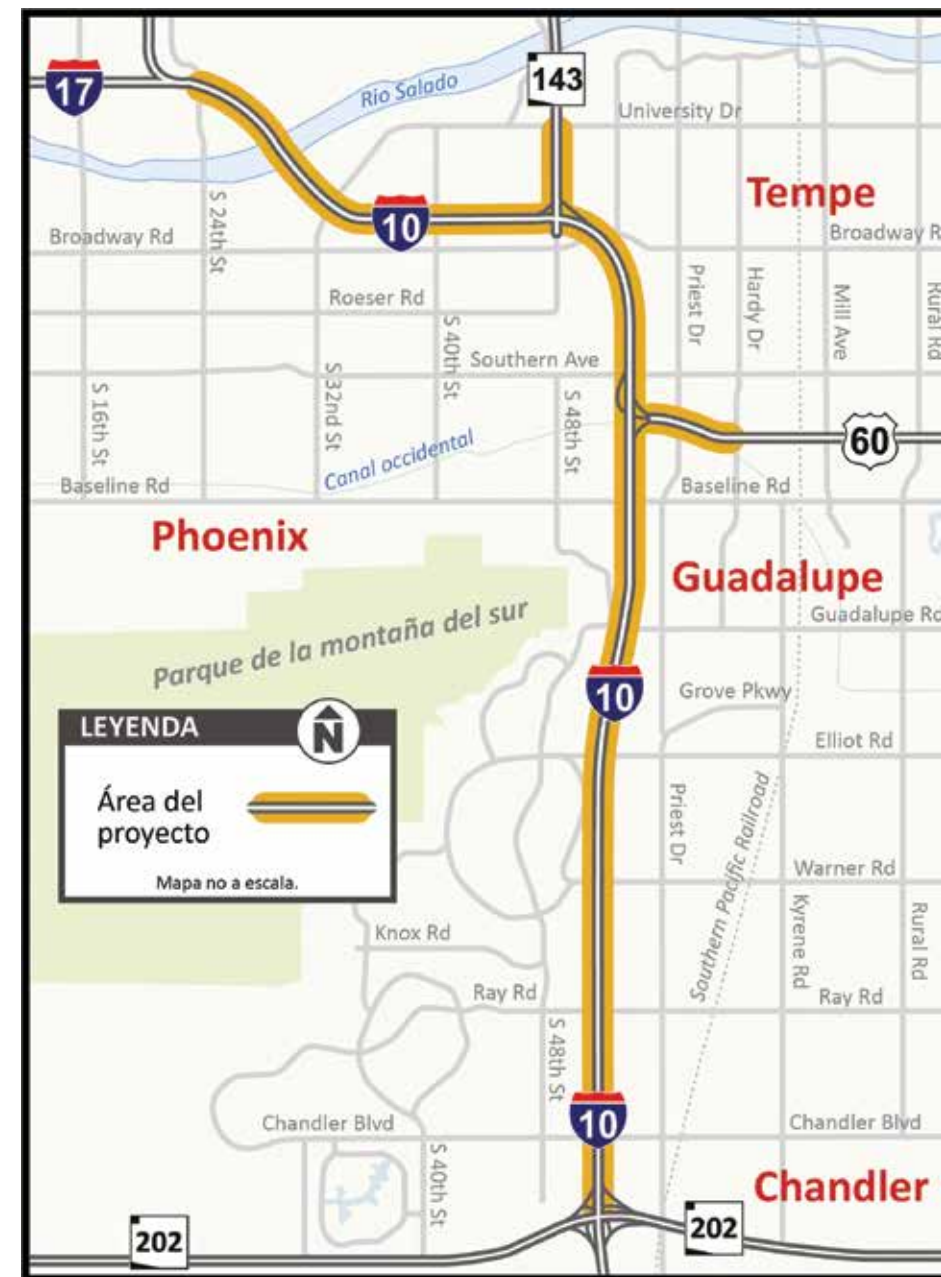 17
143
Rio Salado
University Dr
Tempe
S 24th St
10
Broadway Rd
Broadway R
Priest Dr
Hardy Dr
Mill Ave
Rural Rd
Roeser Rd
S 40th St
Southern Ave
S 16th St
S 32nd St
S 48th St
60
Canal occidental
Baseline Rd
Baseline Rd
Phoenix
Guadalupe
Parque de la montaña del sur
Guadalupe Rd
10
Grove Pkwy
LEYENDA
N
Elliot Rd
Área del
proyecto
Mapa no a escala.
Priest Dr
Southern Pacific Railroad
Warner Rd
Kyrene Rd
Rural Rd
Knox Rd
Ray Rd
Ray Rd
S 48th St
10
Chandler Blvd
Chandler Blvd
S 40th St
Chandler
202
202